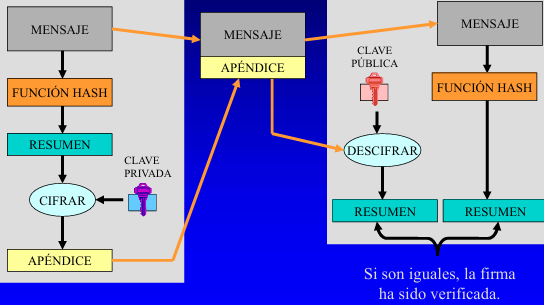 MENSAJE
FUNCIÓN HASH
RESUMEN
CLAVE
PRIVADA
CIFRAR
APÉNDICE
MENSAJE
APÉNDICE
MENSAJE
CLAVE
PÚBLICA
FUNCIÓN HASH
DESCIFRAR
RESUMEN
RESUMEN
Si son iguales, la firma
ha sido verificada.